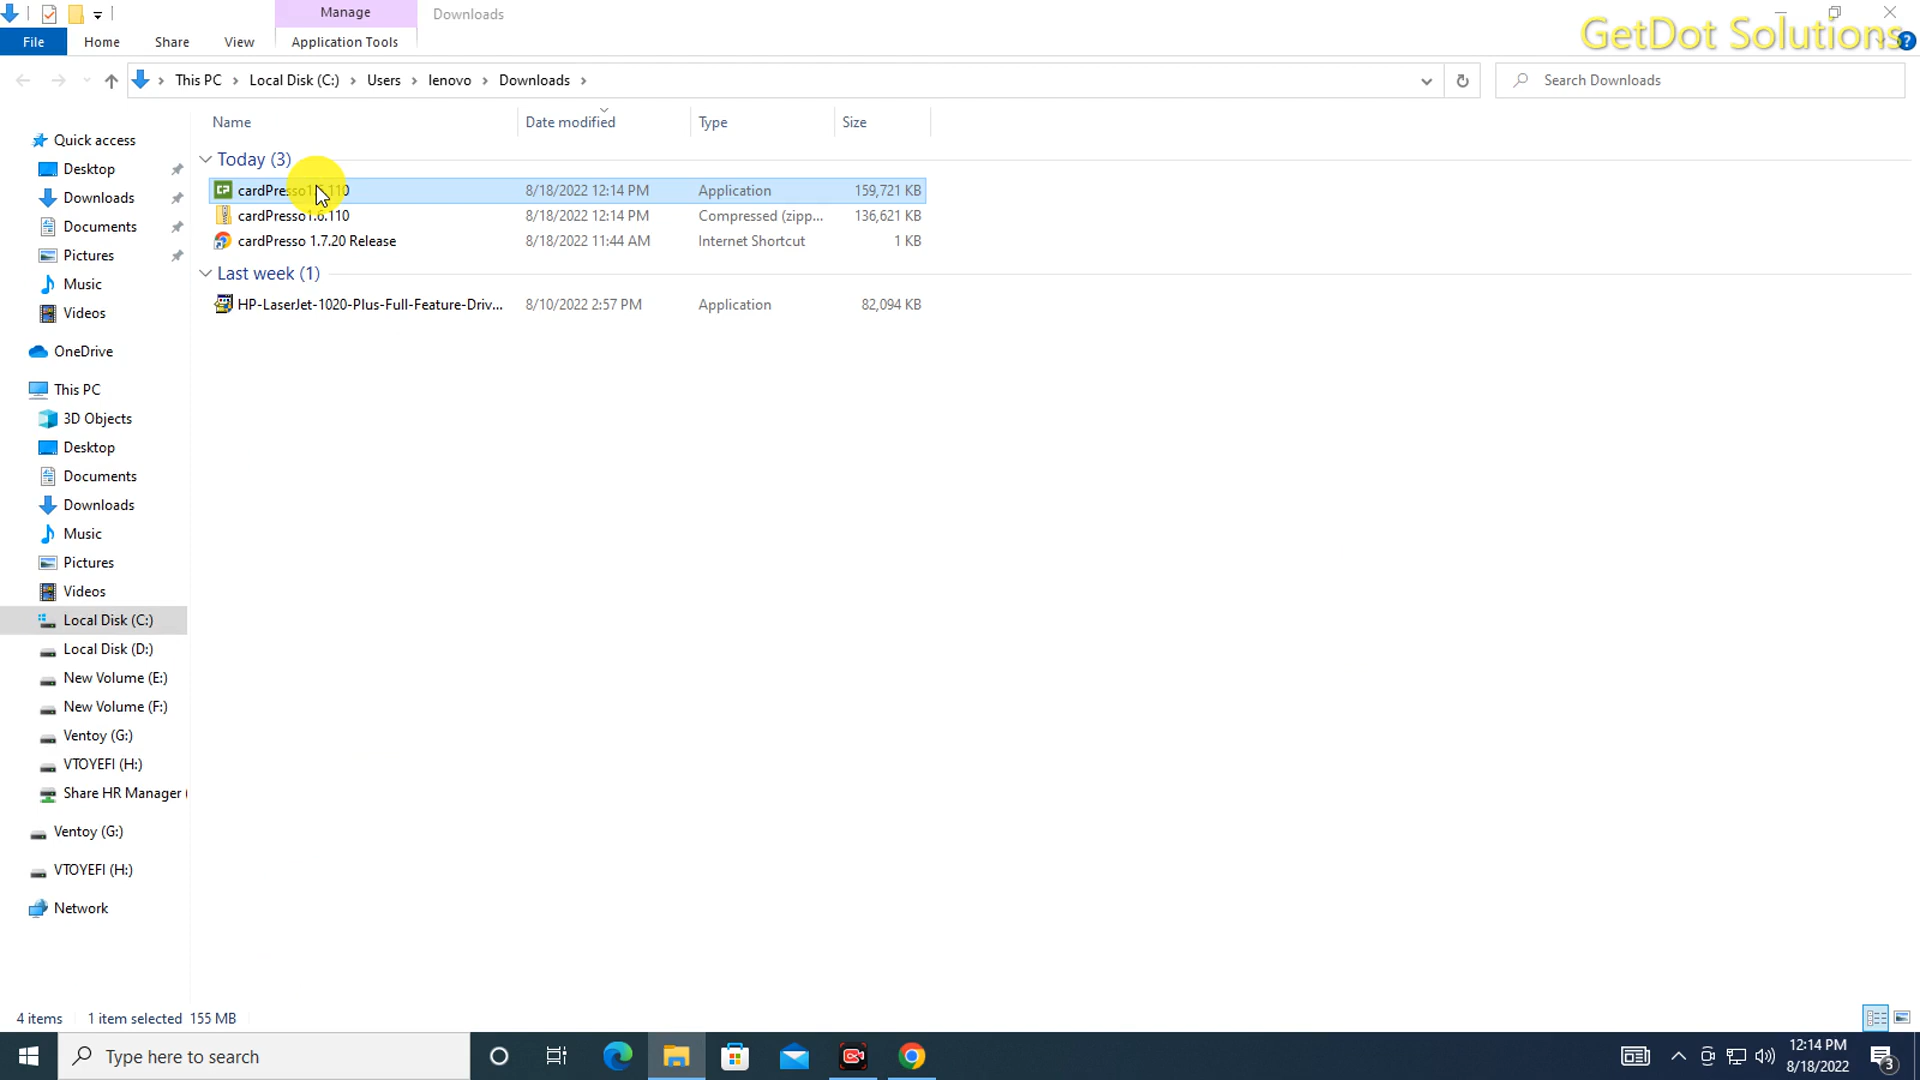 Manage
Downloads
GetDot Solutions
File
Home
Share
View
Application Tools
This PC
Local Disk (C:)
Users
lenovo
Downloads
Search Downloads
Name
Date modified
Type
Size
Today (3)
cardPresso1.6.110 8/18/2022 12:14 PM Application 159,721 KB
cardPresso1.6.110 8/18/2022 12:14 PM Compressed (zipp... 136,621 KB
cardPresso 1.7.20 Release 8/18/2022 11:44 AM Internet Shortcut 1 KB
Last week (1)
HP-LaserJet-1020-Plus-Full-Feature-Driv... 8/10/2022 2:57 PM Application 82,094 KB
Quick access
Desktop
Downloads
Documents
Pictures
Music
Videos
OneDrive
This PC
3D Objects
Desktop
Documents
Downloads
Music
Pictures
Videos
Local Disk (C:)
Local Disk (D:)
New Volume (E:)
New Volume (F:)
Ventoy (G:)
VTOYEFI (H:)
Share HR Manager (
Ventoy (G:)
VTOYEFI (H:)
Network
4 items 1 item selected 155 MB
Type here to search
12:14 PM
8/18/2022
3